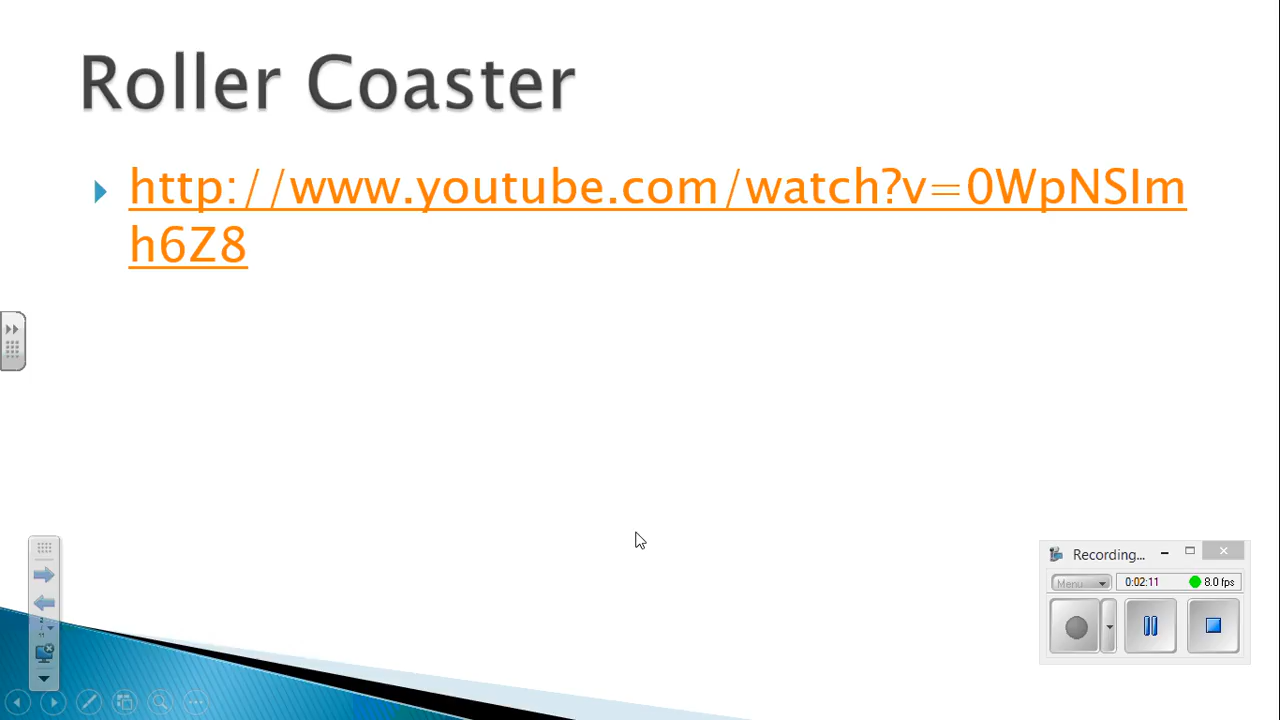 Roller Coaster
http://www.youtube.com/watch?v=0WpNSIm
h6Z8
Recording...
Menu
0:02:11
8.0 fps